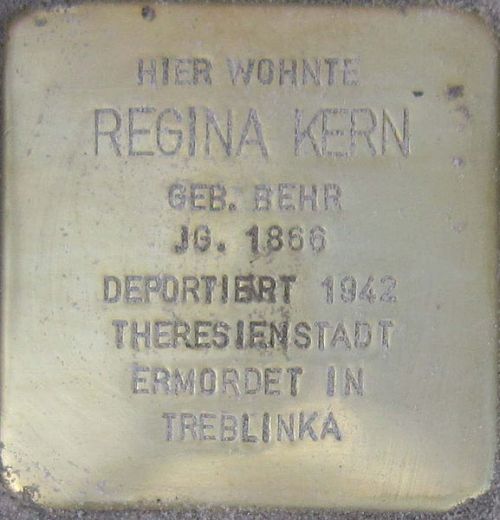 HIER WOHNTE
REGINA KERN
GEB. BEHR
JG. 1866
DEPORTIERT 1942
THERESIENSTADT
ERMORDET IN
TREBLINKA